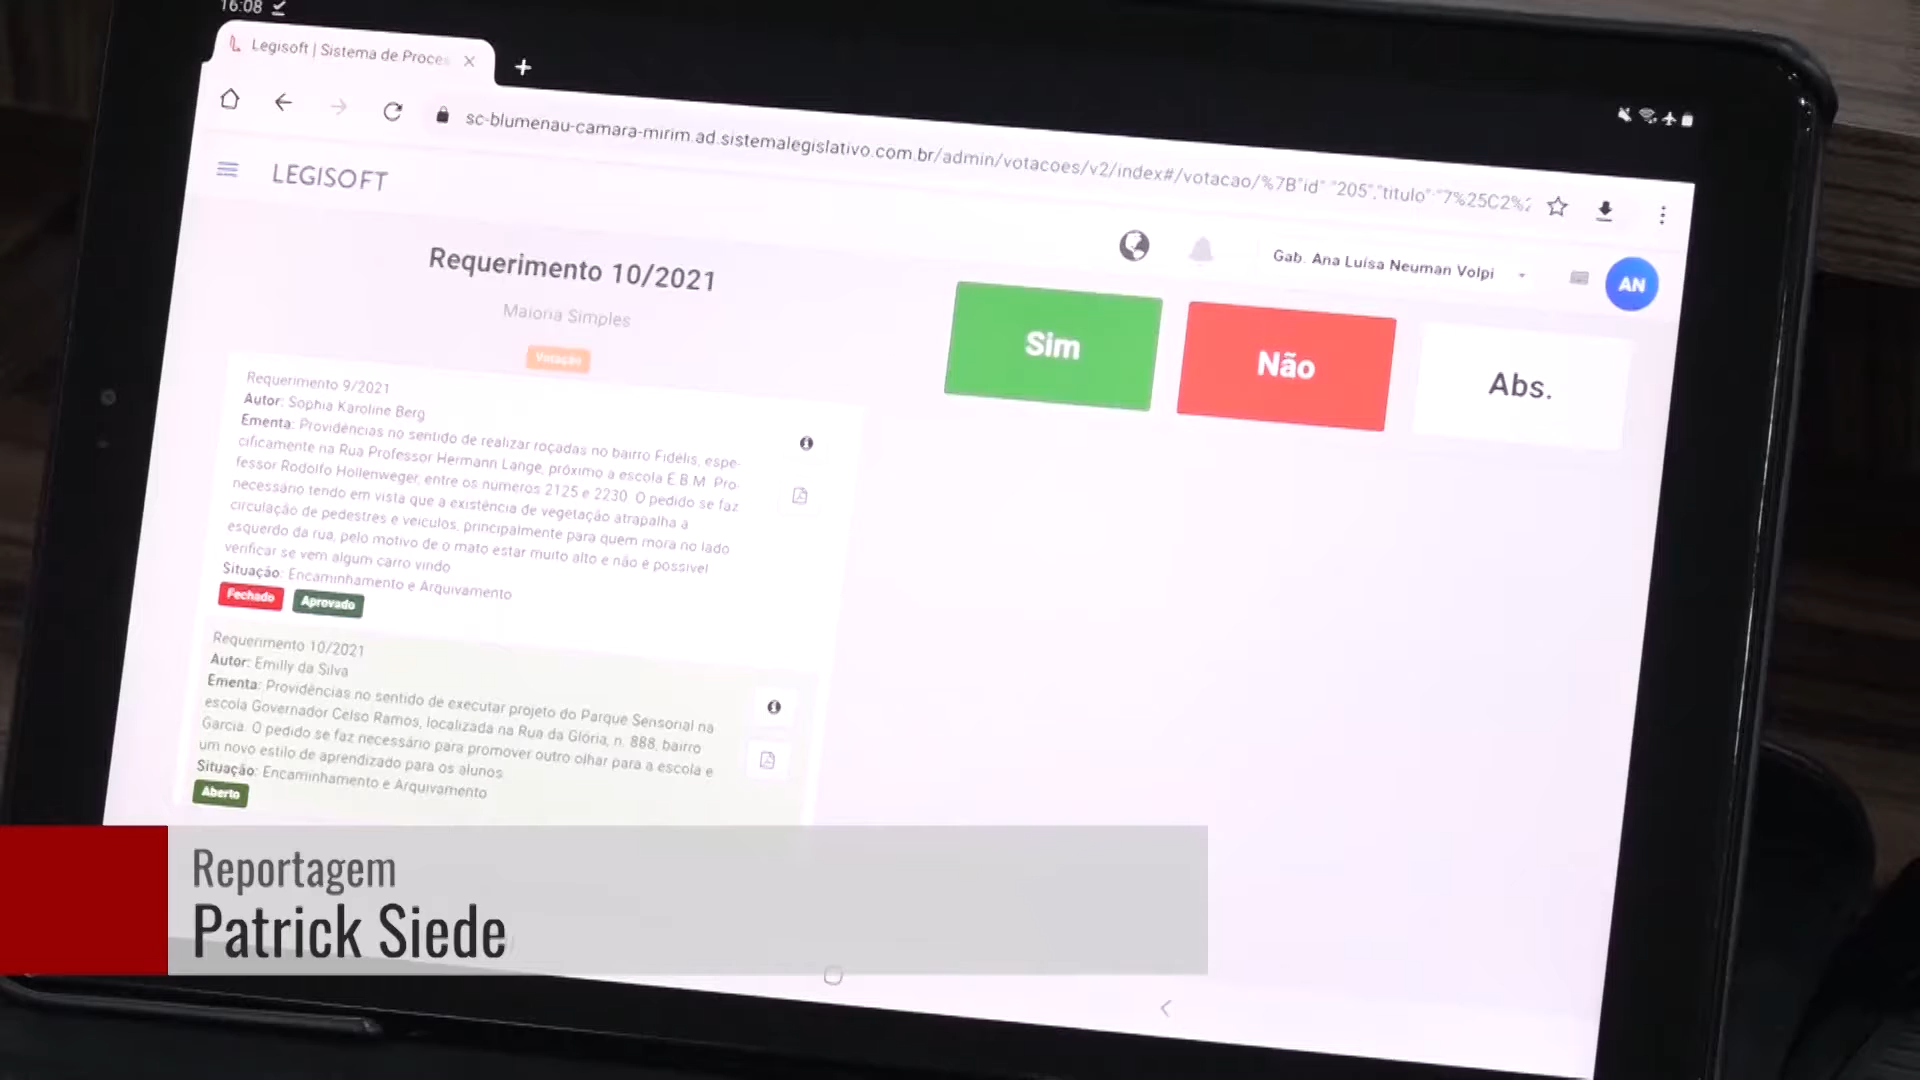 16:08
Legisoft | Sistema de Proces
sc-blumenau-camara-mirim.ad.sistemalegislativo.com.br/admin/votacoes/v2/index#/votacao/%7B"id" "205","titulo" "7%25C2%2
LEGISOFT
Gab. Ana Luisa Neuman Volpi
AN
Requerimento 10/2021
Maioria Simples
Votação
Sim
Não
Abs.
Requerimento 9/2021
Autor: Sophia Karoline Berg
Ementa: Providências no sentido de realizar roçadas no bairro Fidélis, espe-
cificamente na Rua Professor Hermann Lange, próximo a escola E.B.M. Pro-
fessor Rodolfo Hollenweger, entre os números 2125 e 2230. O pedido se faz
necessário tendo em vista que a existência de vegetação atrapalha a
circulação de pedestres e veículos, principalmente para quem mora no lado
esquerdo da rua, pelo motivo de o mato estar muito alto e não é possível
verificar se vem algum carro vindo
Situação: Encaminhamento e Arquivamento
Fechado
Aprovado
Requerimento 10/2021
Autor: Emilly da Silva
Ementa: Providências no sentido de executar projeto do Parque Sensorial na
escola Governador Celso Ramos, localizada na Rua da Glória, n. 888, bairro
Garcia. O pedido se faz necessário para promover outro olhar para a escola e
um novo estilo de aprendizado para os alunos
Situação: Encaminhamento e Arquivamento
Aberto
Reportagem
Patrick Siede